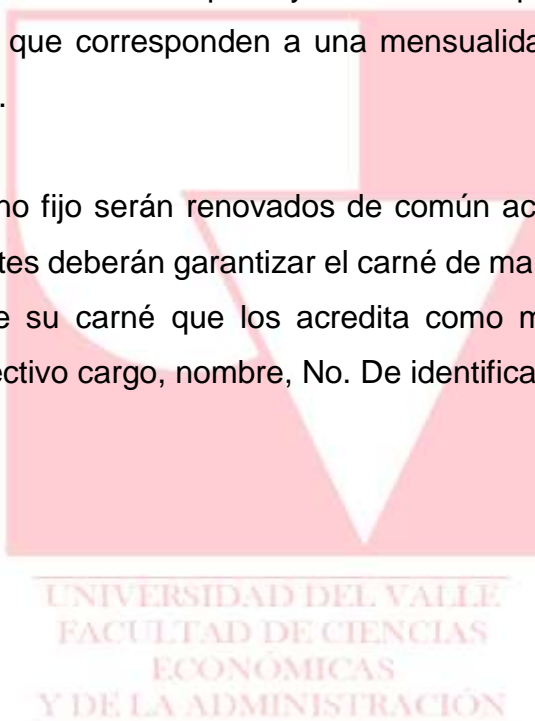 que corresponden a una mensualida
.
no fijo serán renovados de común ac
tes deberán garantizar el carné de ma
e su carné que los acredita como m
ectivo cargo, nombre, No. De identifica
UNIVERSIDAD DEL VALLE
FACULTAD DE CIENCIAS
ECONÓMICAS
Y DE LA ADMINISTRACIÓN